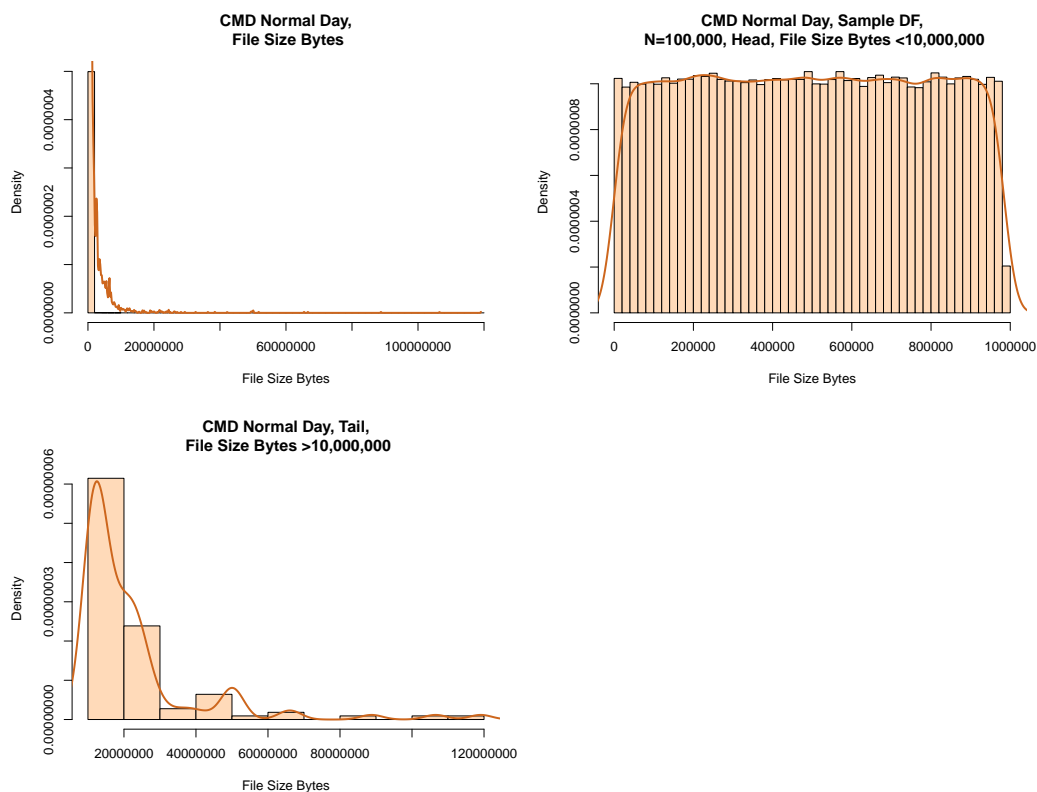 CMD Normal Day,
File Size Bytes
Density
0.0000000
0.0000002
0.0000004
0
20000000
60000000
100000000
File Size Bytes
CMD Normal Day, Sample DF,
N=100,000, Head, File Size Bytes <10,000,000
Density
0.0000000
0.0000004
0.0000008
0
200000
400000
600000
800000
1000000
File Size Bytes
CMD Normal Day, Tail,
File Size Bytes >10,000,000
Density
0.00000000
0.00000003
0.00000006
20000000
40000000
60000000
80000000
120000000
File Size Bytes